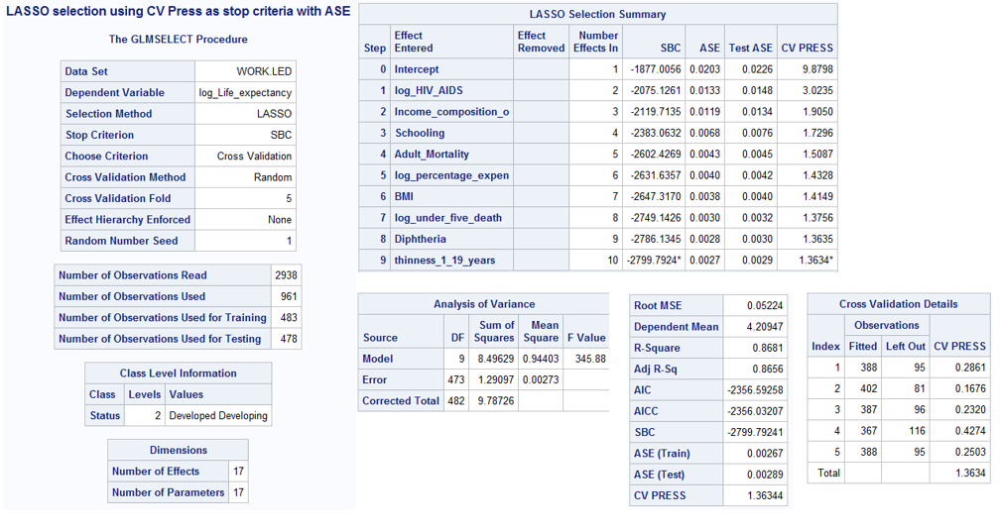 LASSO selection using CV Press as stop criteria with ASE
The GLMSELECT Procedure
Data Set WORK.LED
Dependent Variable log_Life_expectancy
Selection Method LASSO
Stop Criterion SBC
Choose Criterion Cross Validation
Cross Validation Method Random
Cross Validation Fold 5
Effect Hierarchy Enforced None
Random Number Seed 1
Number of Observations Read 2938
Number of Observations Used 961
Number of Observations Used for Training 483
Number of Observations Used for Testing 478
Class Level Information
Class Levels Values
Status 2 Developed Developing
Dimensions
Number of Effects 17
Number of Parameters 17
LASSO Selection Summary
Effect Effect Number
Step Entered Removed Effects In SBC ASE Test ASE CV PRESS
0 Intercept 1 -1877.0056 0.0203 0.0226 9.8798
1 log_HIV_AIDS 2 -2075.1261 0.0133 0.0148 3.0235
2 Income_composition_o 3 -2119.7135 0.0119 0.0134 1.9050
3 Schooling 4 -2383.0632 0.0068 0.0076 1.7296
4 Adult_Mortality 5 -2602.4269 0.0043 0.0045 1.5087
5 log_percentage_expen 6 -2631.6357 0.0040 0.0042 1.4328
6 BMI 7 -2647.3170 0.0038 0.0040 1.4149
7 log_under_five_death 8 -2749.1426 0.0030 0.0032 1.3756
8 Diphtheria 9 -2786.1345 0.0028 0.0030 1.3635
9 thinness_1_19_years 10 -2799.7924* 0.0027 0.0029 1.3634*
Analysis of Variance
Sum of Mean
Source DF Squares Square F Value
Model 9 8.49629 0.94403 345.88
Error 473 1.29097 0.00273
Corrected Total 482 9.78726
Root MSE 0.05224
Dependent Mean 4.20947
R-Square 0.8681
Adj R-Sq 0.8656
AIC -2356.59258
AICC -2356.03207
SBC -2799.79241
ASE (Train) 0.00267
ASE (Test) 0.00289
CV PRESS 1.36344
Cross Validation Details
Observations
Index Fitted Left Out CV PRESS
1 388 95 0.2861
2 402 81 0.1676
3 387 96 0.2320
4 367 116 0.4274
5 388 95 0.2503
Total 1.3634